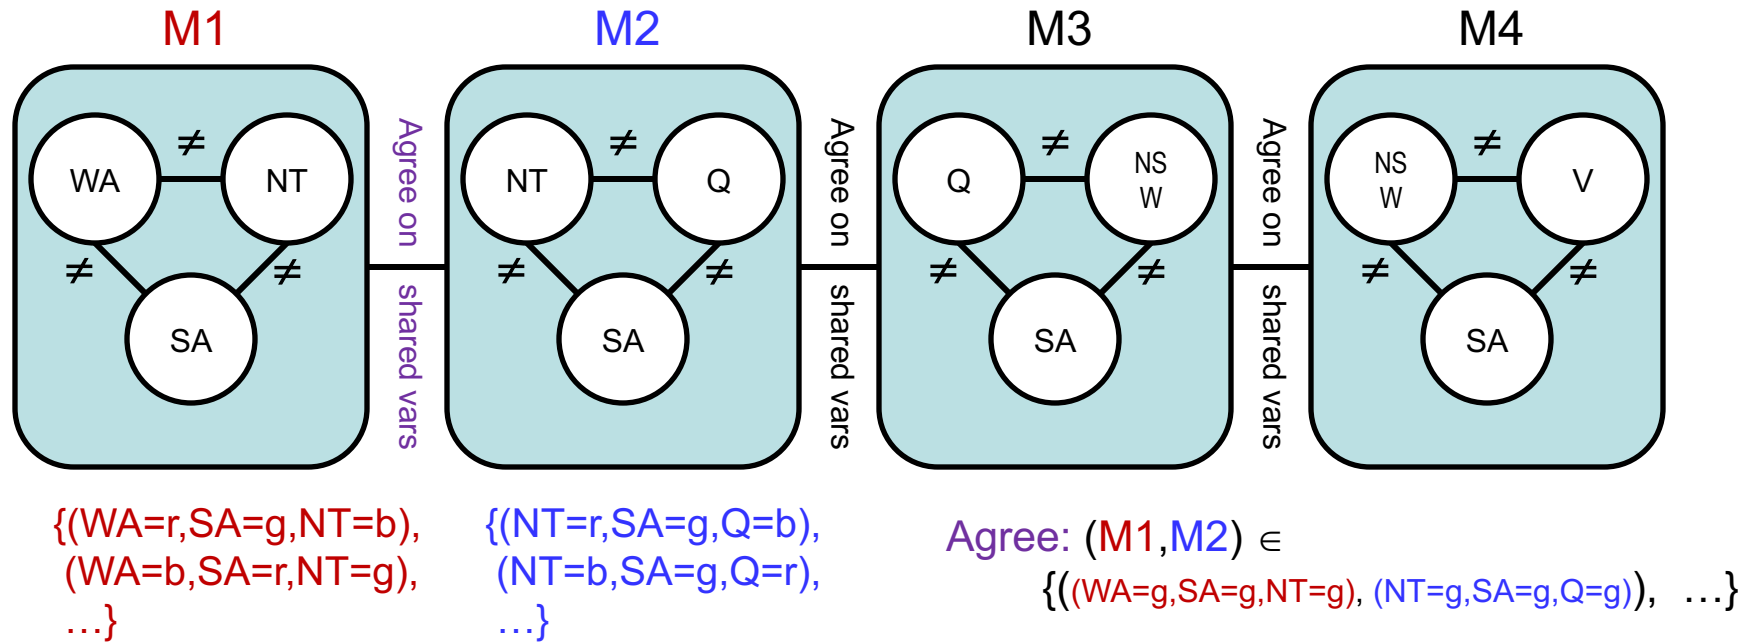 M1
M2
M3
M4
WA
≠
NT
≠
≠
SA
Agree on
shared vars
NT
≠
Q
≠
≠
SA
Agree on
shared vars
Q
≠
NS
W
≠
≠
SA
Agree on
shared vars
NS
W
≠
V
≠
≠
SA
{(WA=r,SA=g,NT=b),
(WA=b,SA=r,NT=g),
…}
{(NT=r,SA=g,Q=b),
(NT=b,SA=g,Q=r),
…}
Agree: (M1,M2) ∈
{((WA=g,SA=g,NT=g), (NT=g,SA=g,Q=g)), …}